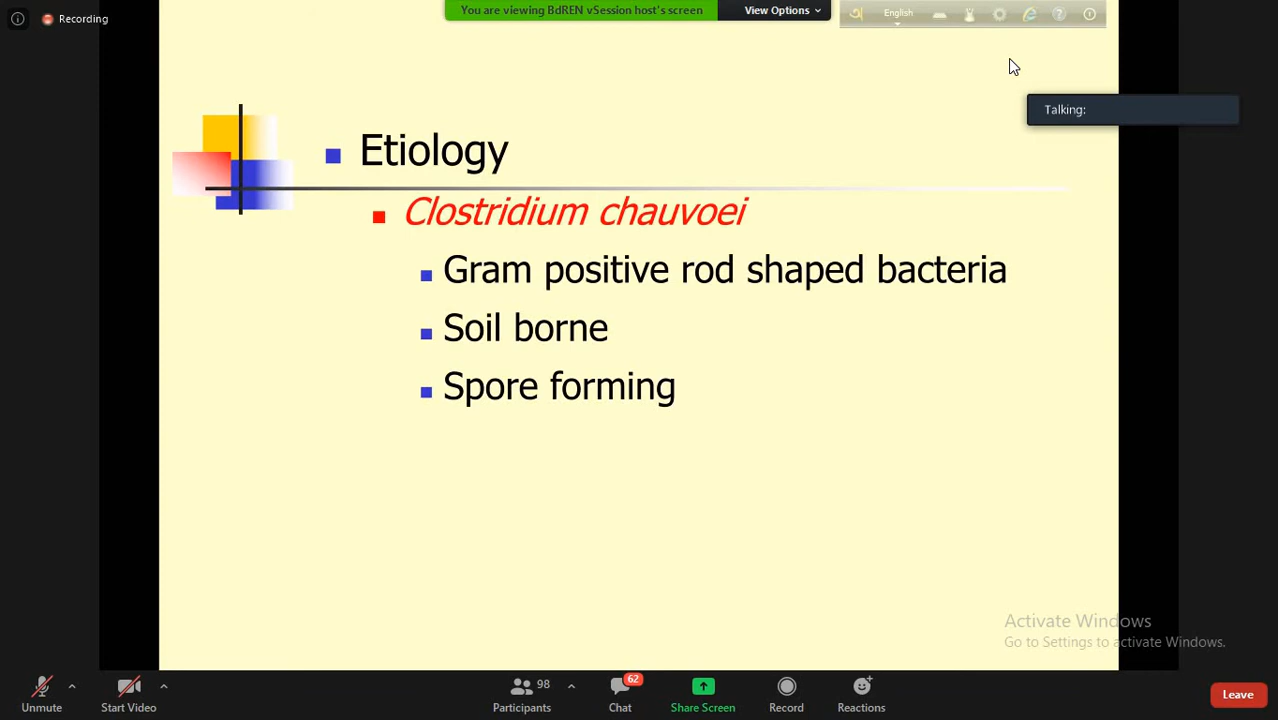 Recording
You are viewing BdREN vSession host's screen
View Options
অ
English
Talking:
Etiology
Clostridium chauvoei
Gram positive rod shaped bacteria
Soil borne
Spore forming
Activate Windows
Go to Settings to activate Windows.
Unmute
Start Video
98
Participants
62
Chat
Share Screen
Record
Reactions
Leave